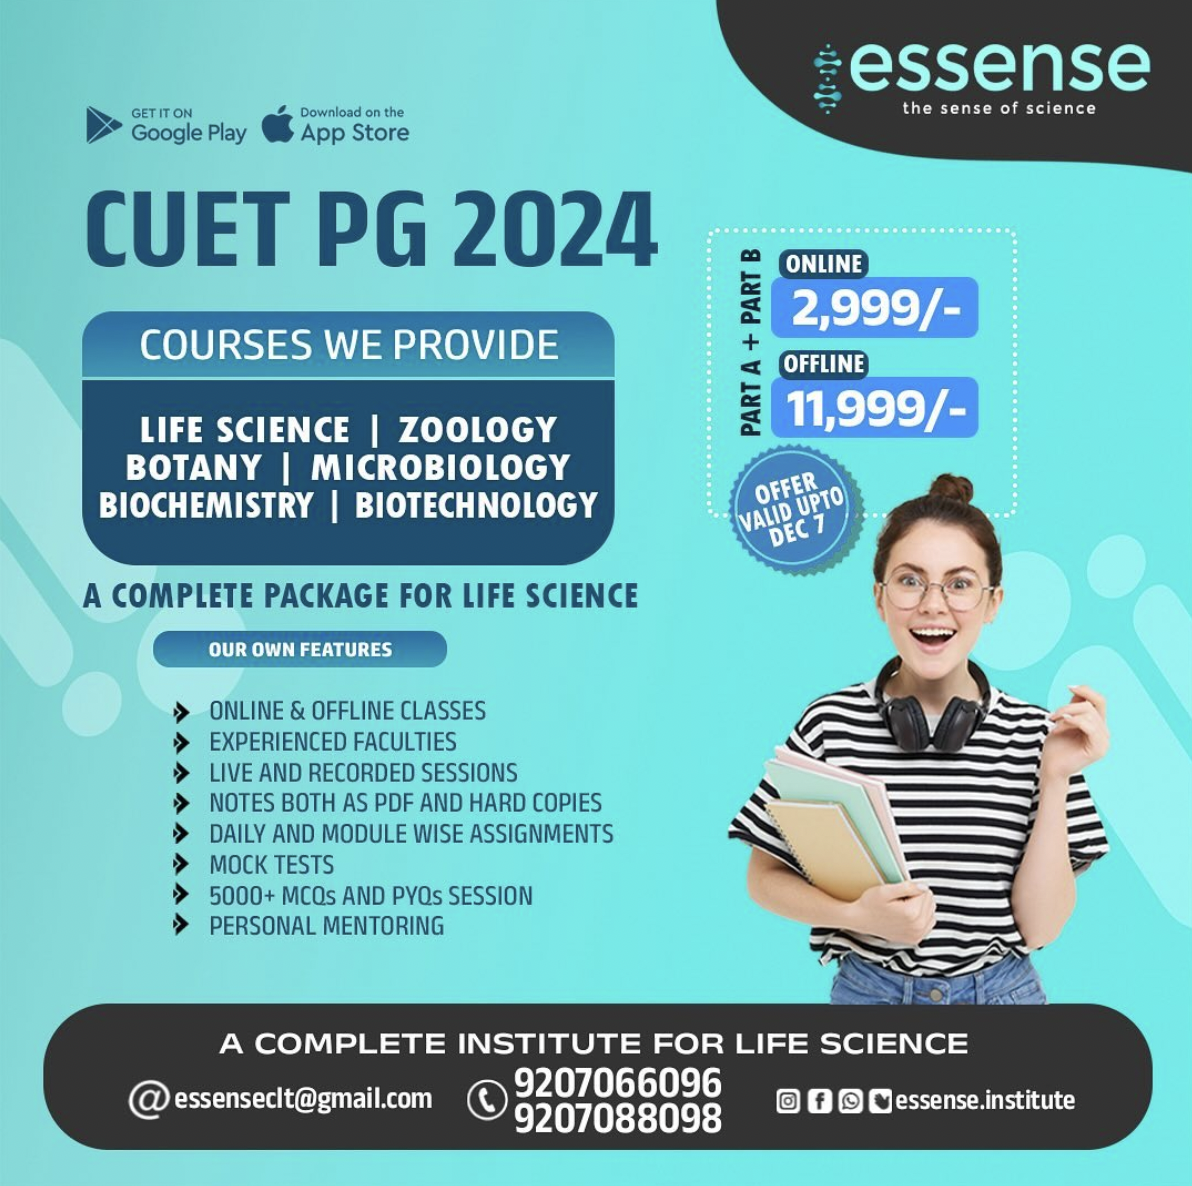 essense
the sense of science
GET IT ON
Google Play
Download on the
App Store
CUET PG 2024
PART A + PART B
ONLINE
2,999/-
OFFLINE
11,999/-
OFFER
VALID UPTO
DEC 7
COURSES WE PROVIDE
LIFE SCIENCE | ZOOLOGY
BOTANY | MICROBIOLOGY
BIOCHEMISTRY | BIOTECHNOLOGY
A COMPLETE PACKAGE FOR LIFE SCIENCE
OUR OWN FEATURES
ONLINE & OFFLINE CLASSES
EXPERIENCED FACULTIES
LIVE AND RECORDED SESSIONS
NOTES BOTH AS PDF AND HARD COPIES
DAILY AND MODULE WISE ASSIGNMENTS
MOCK TESTS
5000+ MCQs AND PYQs SESSION
PERSONAL MENTORING
A COMPLETE INSTITUTE FOR LIFE SCIENCE
essenseclt@gmail.com
9207066096
9207088098
essense.institute